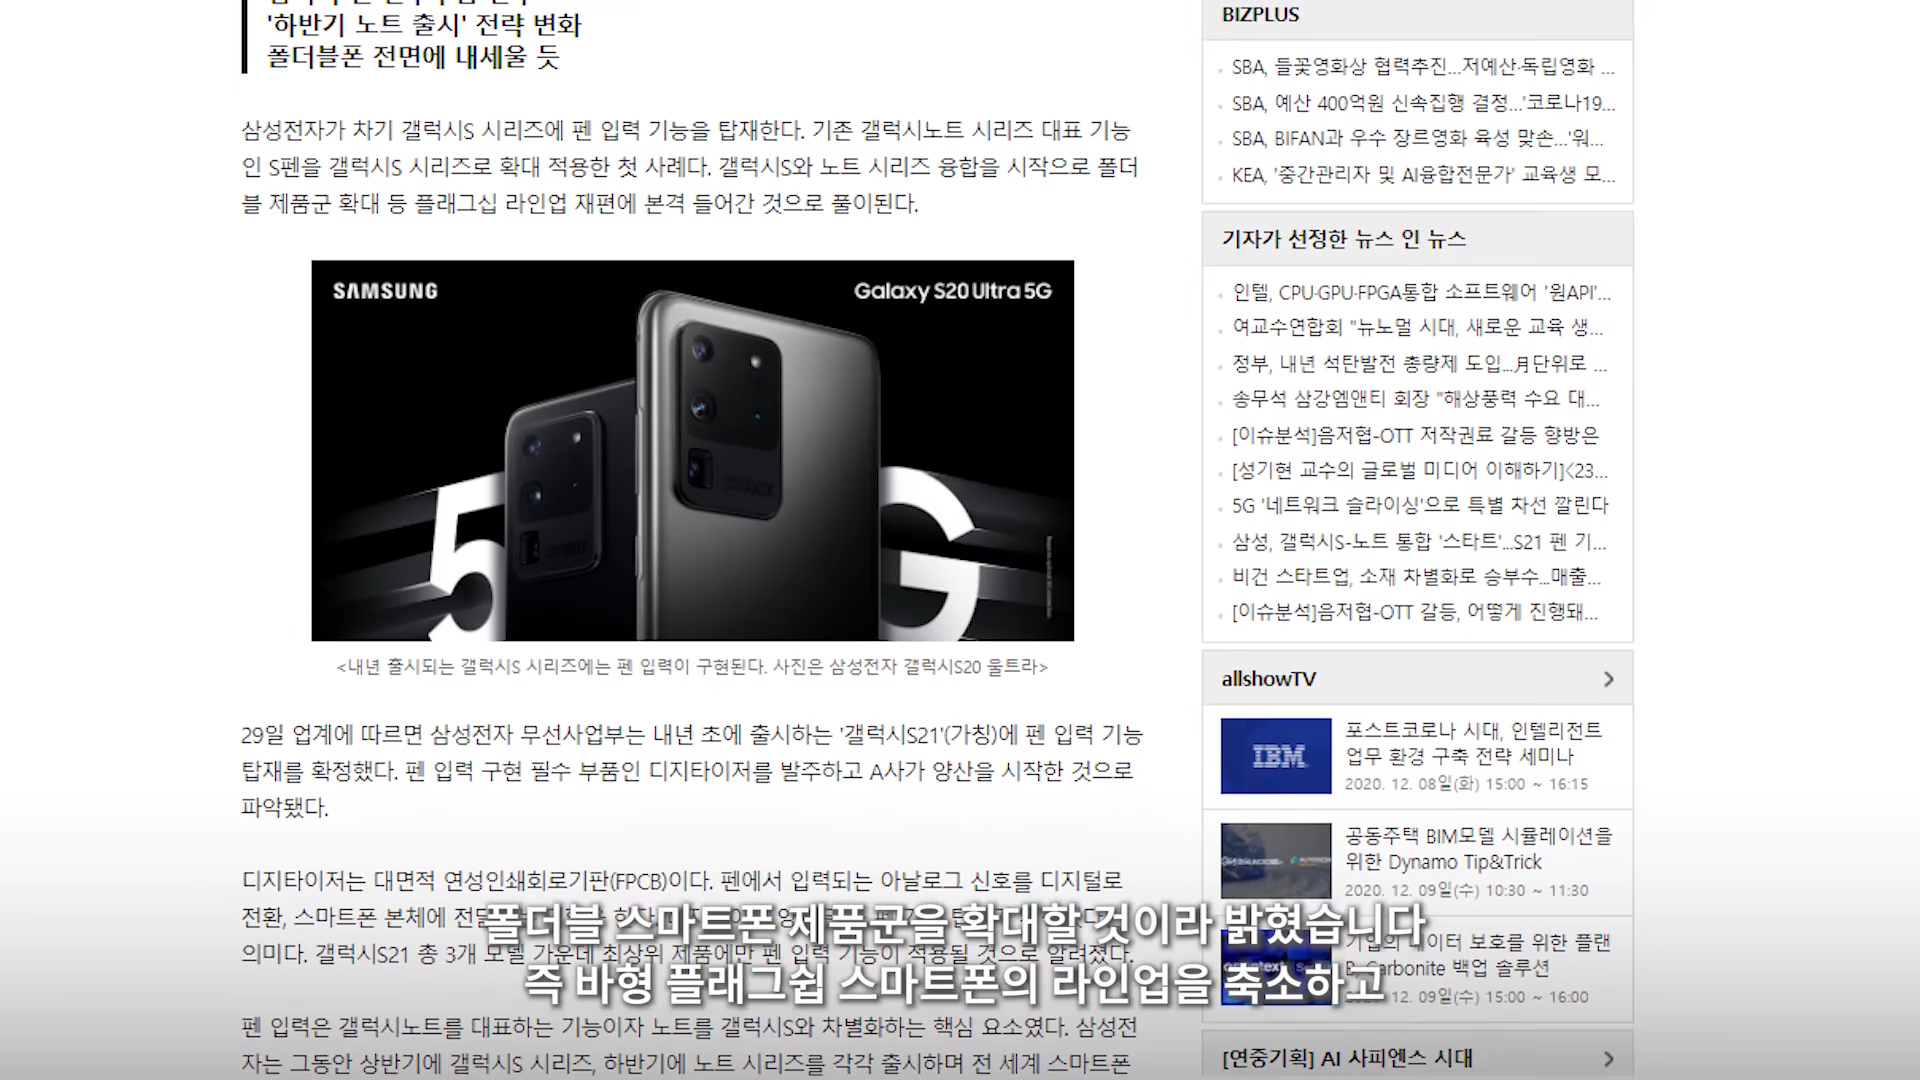 '하반기 노트 출시' 전략 변화
폴더블폰 전면에 내세울 듯
삼성전자가 차기 갤럭시S 시리즈에 펜 입력 기능을 탑재한다. 기존 갤럭시노트 시리즈 대표 기능
인 S펜을 갤럭시S 시리즈로 확대 적용한 첫 사례다. 갤럭시S와 노트 시리즈 융합을 시작으로 폴더
블 제품군 확대 등 플래그십 라인업 재편에 본격 들어간 것으로 풀이된다.
SAMSUNG
Galaxy S20 Ultra 5G
5G
<내년 출시되는 갤럭시S 시리즈에는 펜 입력이 구현된다. 사진은 삼성전자 갤럭시S20 울트라>
29일 업계에 따르면 삼성전자 무선사업부는 내년 초에 출시하는 '갤럭시S21'(가칭)에 펜 입력 기능
탑재를 확정했다. 펜 입력 구현 필수 부품인 디지타이저를 발주하고 A사가 양산을 시작한 것으로
파악됐다.
디지타이저는 대면적 연성인쇄회로기판(FPCB)이다. 펜에서 입력되는 아날로그 신호를 디지털로
전환, 스마트폰 본체에 전달
의미다. 갤럭시S21 총 3개 모델 가운데 최상위 제품에만 펜 입력 기능이 적용될 것으로 알려졌다.
펜 입력은 갤럭시노트를 대표하는 기능이자 노트를 갤럭시S와 차별화하는 핵심 요소였다. 삼성전
자는 그동안 상반기에 갤럭시S 시리즈, 하반기에 노트 시리즈를 각각 출시하며 전 세계 스마트폰
폴더블 스마트폰 제품군을 확대할 것이라 밝혔습니다
즉 바형 플래그쉽 스마트폰의 라인업을 축소하고
BIZPLUS
SBA, 들꽃영화상 협력추진...저예산·독립영화 ...
SBA, 예산 400억원 신속집행 결정...'코로나19...
SBA, BIFAN과 우수 장르영화 육성 맞손...'워...
KEA, '중간관리자 및 AI융합전문가' 교육생 모...
기자가 선정한 뉴스 인 뉴스
인텔, CPU·GPU·FPGA통합 소프트웨어 '원API'...
여교수연합회 "뉴노멀 시대, 새로운 교육 생...
정부, 내년 석탄발전 총량제 도입...月단위로 ...
송무석 삼강엠앤티 회장 "해상풍력 수요 대...
[이슈분석]음저협-OTT 저작권료 갈등 향방은
[성기현 교수의 글로벌 미디어 이해하기]<23...
5G '네트워크 슬라이싱'으로 특별 차선 깔린다
삼성, 갤럭시S-노트 통합 '스타트'...S21 펜 기...
비건 스타트업, 소재 차별화로 승부수...매출...
[이슈분석]음저협-OTT 갈등, 어떻게 진행돼...
allshowTV
IBM
포스트코로나 시대, 인텔리전트
업무 환경 구축 전략 세미나
2020. 12. 08일(화) 15:00 ~ 16:15
공동주택 BIM모델 시뮬레이션을
위한 Dynamo Tip&Trick
2020. 12. 09일(수) 10:30 ~ 11:30
기업의 데이터 보호를 위한 플랜
B, Carbonite 백업 솔루션
12. 09일(수) 15:00 ~ 16:00
[연중기획] AI 사피엔스 시대